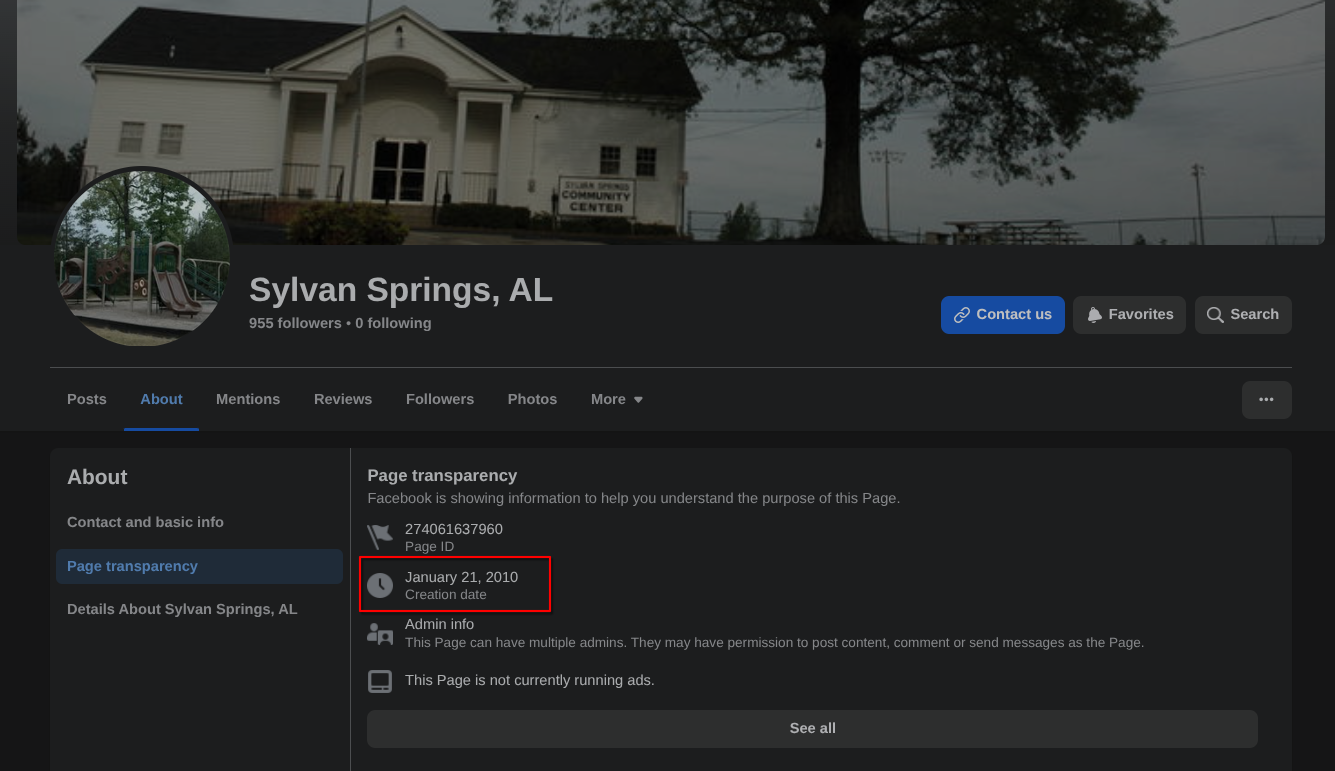 SYLVAN SPRINGS
COMMUNITY
CENTER
Sylvan Springs, AL
955 followers • 0 following
Contact us
Favorites
Search
Posts
About
Mentions
Reviews
Followers
Photos
More
About
Contact and basic info
Page transparency
Details About Sylvan Springs, AL
Page transparency
Facebook is showing information to help you understand the purpose of this Page.
274061637960
Page ID
January 21, 2010
Creation date
Admin info
This Page can have multiple admins. They may have permission to post content, comment or send messages as the Page.
This Page is not currently running ads.
See all